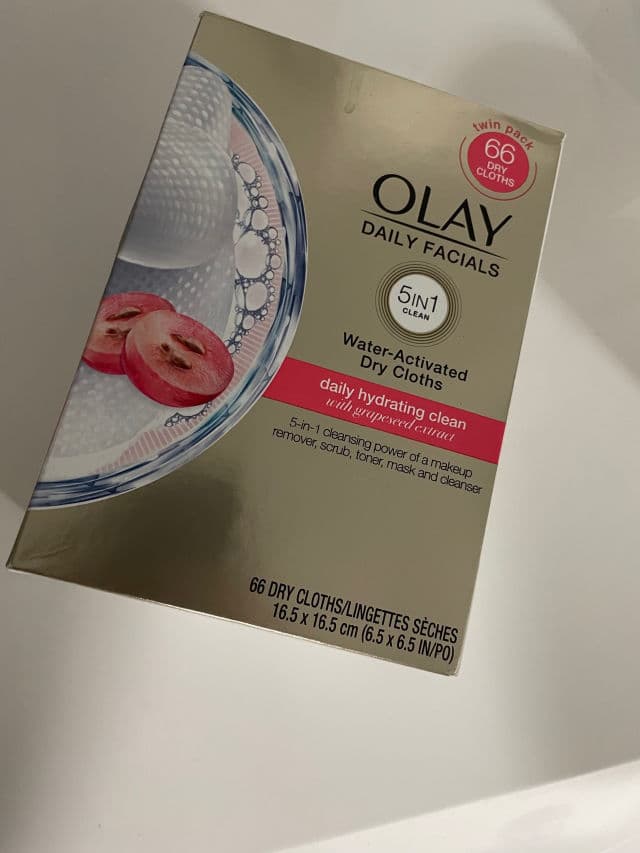 twin pack
66
DRY
CLOTHS
OLAY
DAILY FACIALS
5IN1
CLEAN
Water-Activated
Dry Cloths
daily hydrating clean
with grapeseed extract
5-in-1 cleansing power of a makeup
remover, scrub, toner, mask and cleanser
66 DRY CLOTHS/LINGETTES SÈCHES
16.5 x 16.5 cm (6.5 x 6.5 IN/PO)